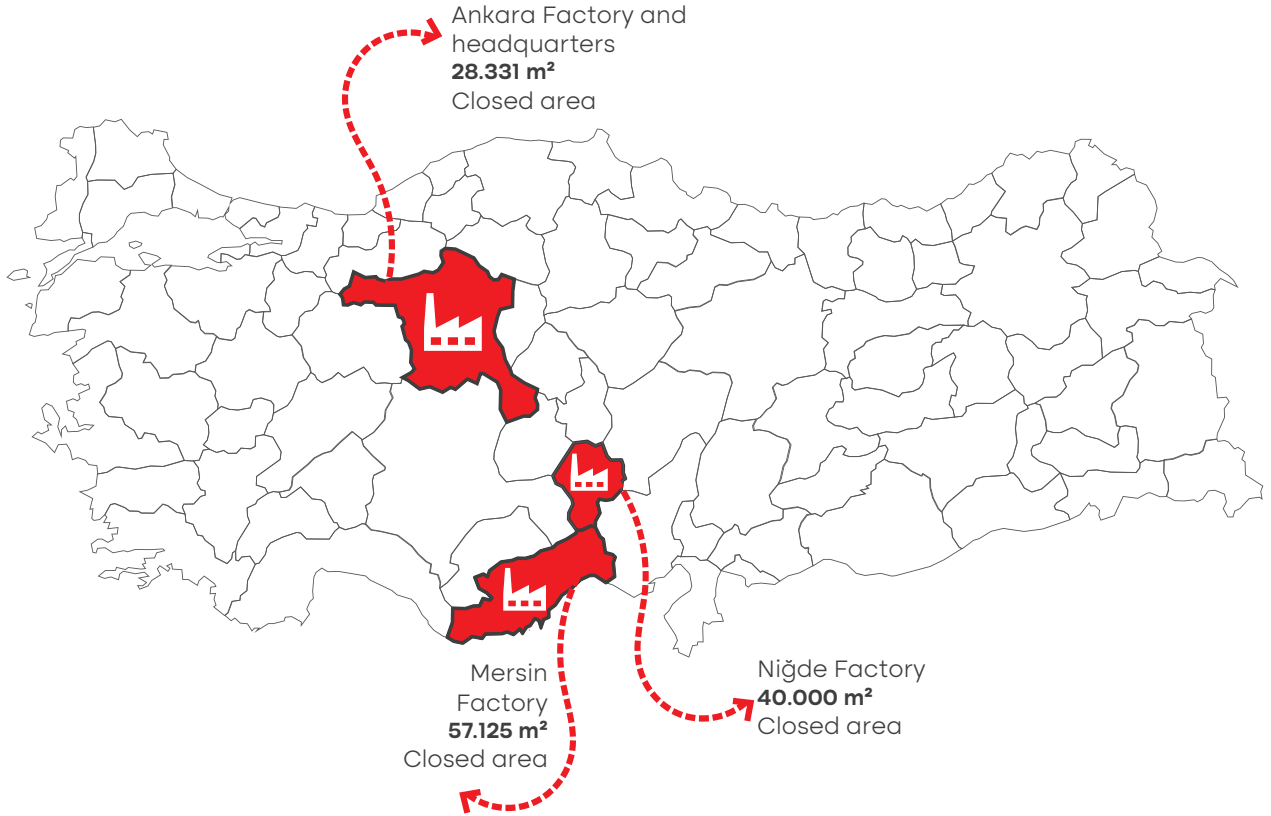 Ankara Factory and
headquarters
28.331 m²
Closed area
Mersin
Factory
57.125 m²
Closed area
Niğde Factory
40.000 m²
Closed area